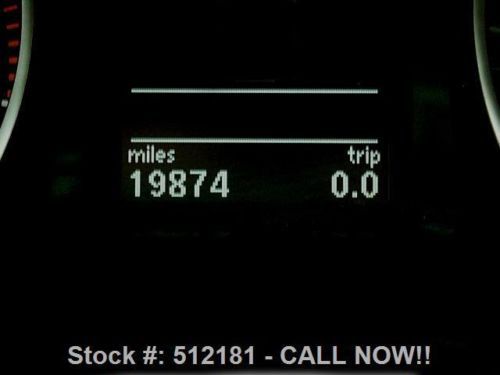 miles trip
19874 0.0
Stock #: 512181 - CALL NOW!!